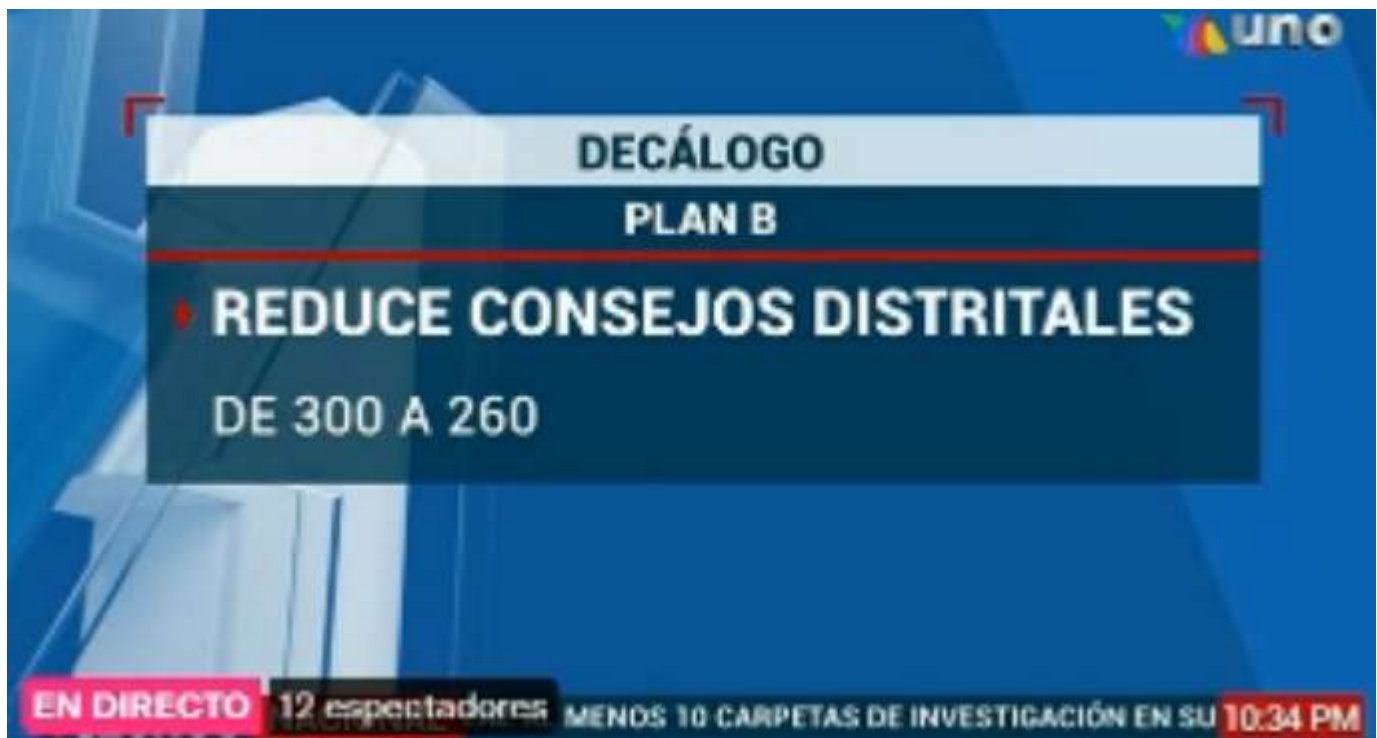 uno
DECÁLOGO
PLAN B
REDUCE CONSEJOS DISTRITALES
DE 300 A 260
EN DIRECTO 12 espectadores MENOS 10 CARPETAS DE INVESTIGACIÓN EN SU 10:34 PM